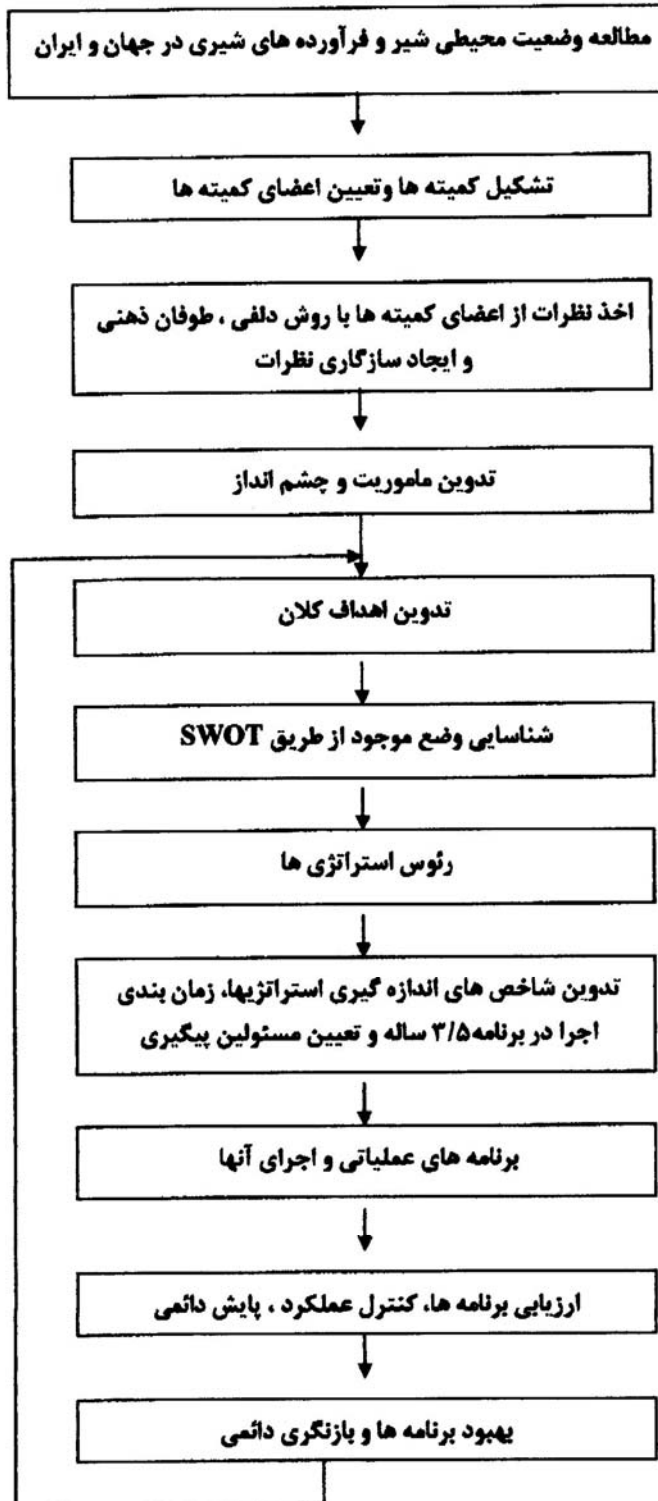 مطالعه وضعیت محیطی شیر و فرآورده های شیری در جهان و ایران
تشکیل کمیته ها وتعیین اعضای کمیته ها
اخذ نظرات از اعضای کمیته ها با روش دلفی ، طوفان ذهنی
و ایجاد سازگاری نظرات
تدوین ماموریت و چشم انداز
تدوین اهداف کلان
شناسایی وضع موجود از طریق SWOT
رئوس استراتژی ها
تدوین شاخص های اندازه گیری استراتژیها، زمان بندی
اجرا در برنامه۳/۵ ساله و تعیین مسئولین پیگیری
برنامه های عملیاتی و اجرای آنها
ارزیابی برنامه ها، کنترل عملکرد ، پایش دائمی
بهبود برنامه ها و بازنگری دائمی